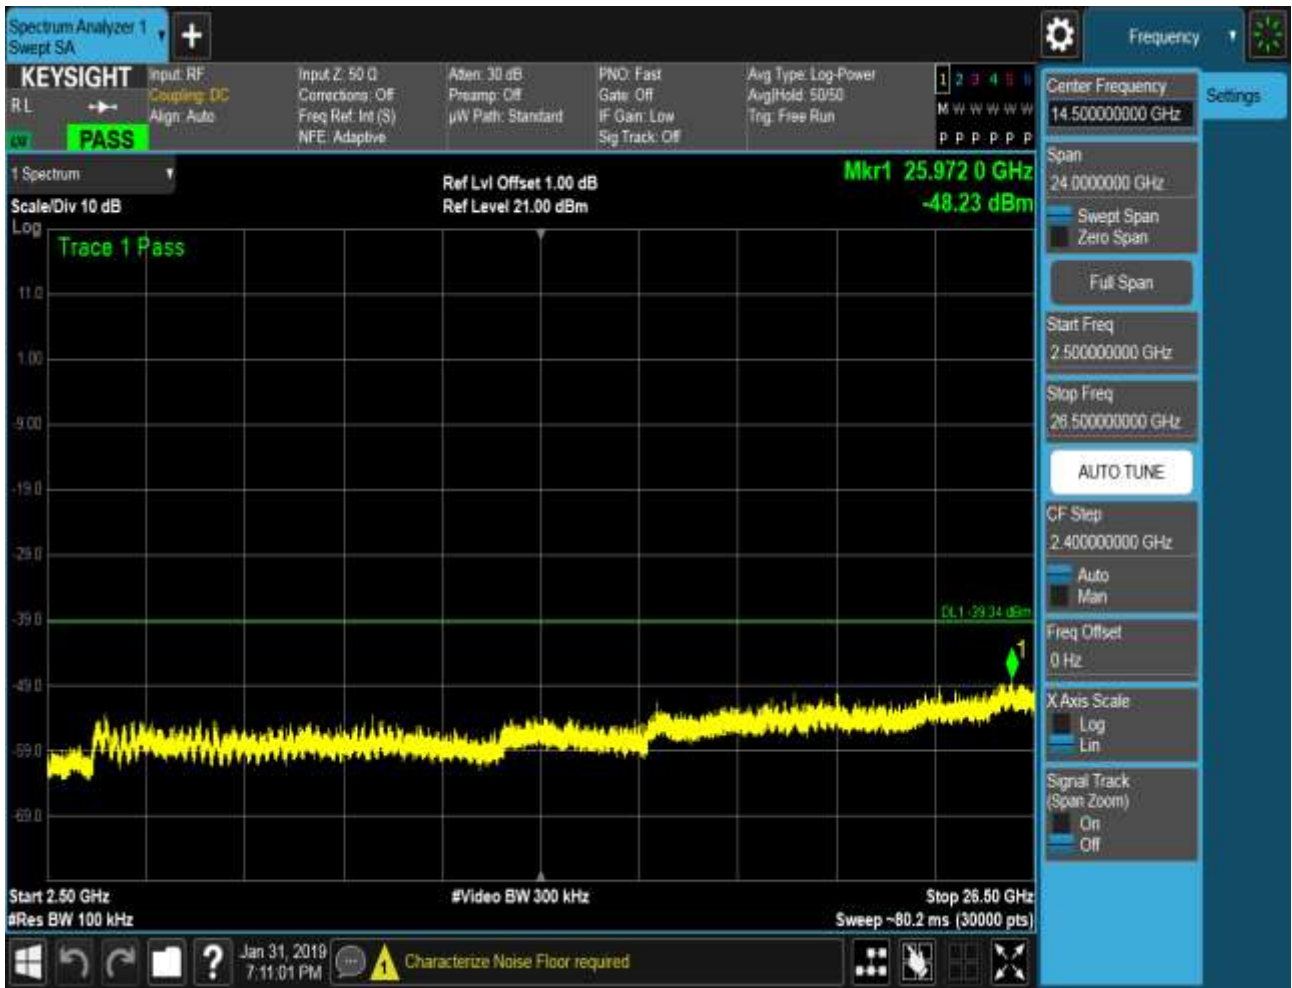 Spectrum Analyzer 1
Swept SA
Frequency
KEYSIGHT
R L
PASS
Input: RF
Coupling: DC
Align: Auto
Input Z: 50 Ω
Corrections: Off
Freq Ref: Int (S)
NFE: Adaptive
Atten: 30 dB
Preamp: Off
µW Path: Standard
PNO: Fast
Gate: Off
IF Gain: Low
Sig Track: Off
Avg Type: Log-Power
Avg|Hold: 50/50
Trig: Free Run
1 2 3 4 5 6
M W W W W W
P P P P P P
1 Spectrum
Scale/Div 10 dB
Ref Lvl Offset 1.00 dB
Ref Level 21.00 dBm
Mkr1 25.972 0 GHz
-48.23 dBm
Log
Trace 1 Pass
11.0
1.00
-9.00
-19.0
-29.0
-39.0
DL1 -39.34 dBm
1
-49.0
-59.0
-69.0
Start 2.50 GHz
#Video BW 300 kHz
Stop 26.50 GHz
#Res BW 100 kHz
Sweep ~80.2 ms (30000 pts)
?
Jan 31, 2019
7:11:01 PM
1
Characterize Noise Floor required
Center Frequency
14.500000000 GHz
Settings
Span
24.0000000 GHz
Swept Span
Zero Span
Full Span
Start Freq
2.500000000 GHz
Stop Freq
26.500000000 GHz
AUTO TUNE
CF Step
2.400000000 GHz
Auto
Man
Freq Offset
0 Hz
X Axis Scale
Log
Lin
Signal Track
(Span Zoom)
On
Off